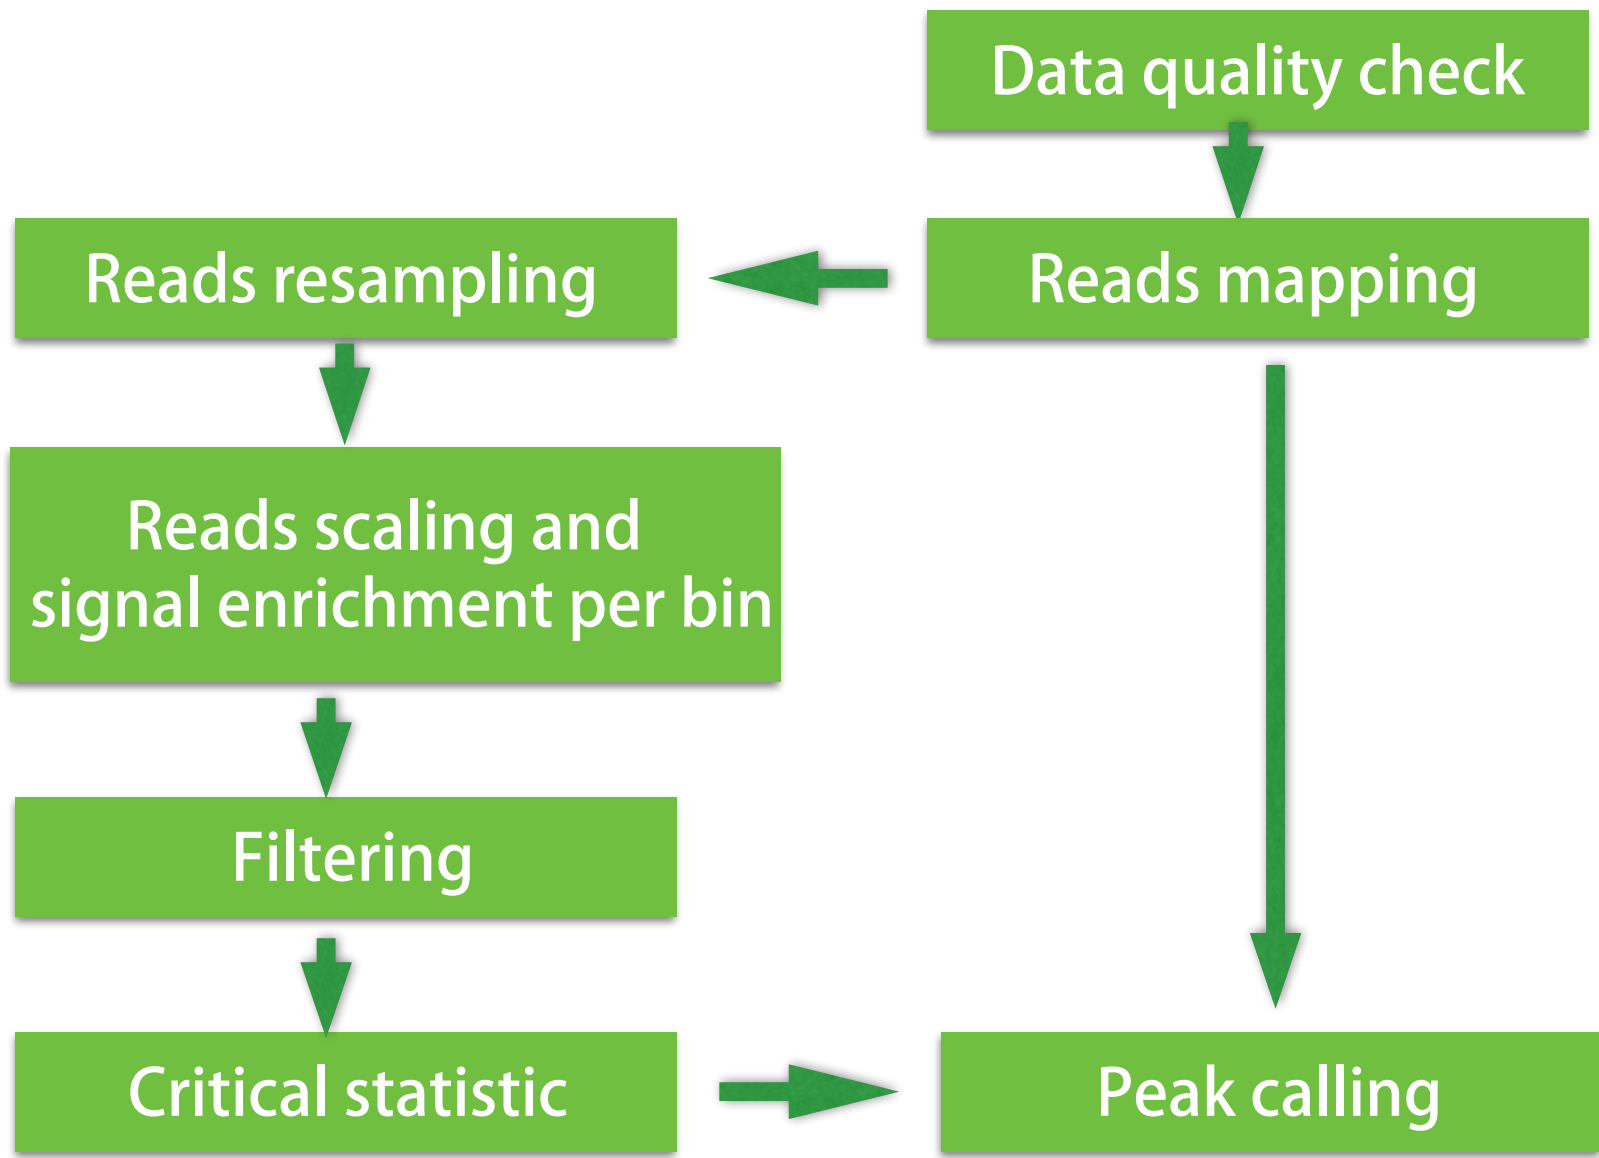 Data quality check
Reads mapping
Reads resampling
Reads scaling and
signal enrichment per bin
Filtering
Critical statistic
Peak calling